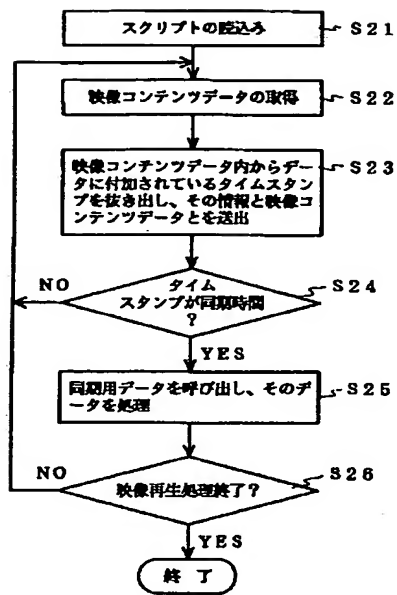 スクリプトの読込み
S21
映像コンテンツデータの取得
S22
映像コンテンツデータ内からデー
タに付加されているタイムスタン
プを抜き出し、その情報と映像コ
ンテンツデータとを送出
S23
タイム
スタンプが同期時間
?
S24
NO
YES
同期用データを呼び出し、そのデー
タを処理
S25
映像再生処理終了?
S26
NO
YES
終 了